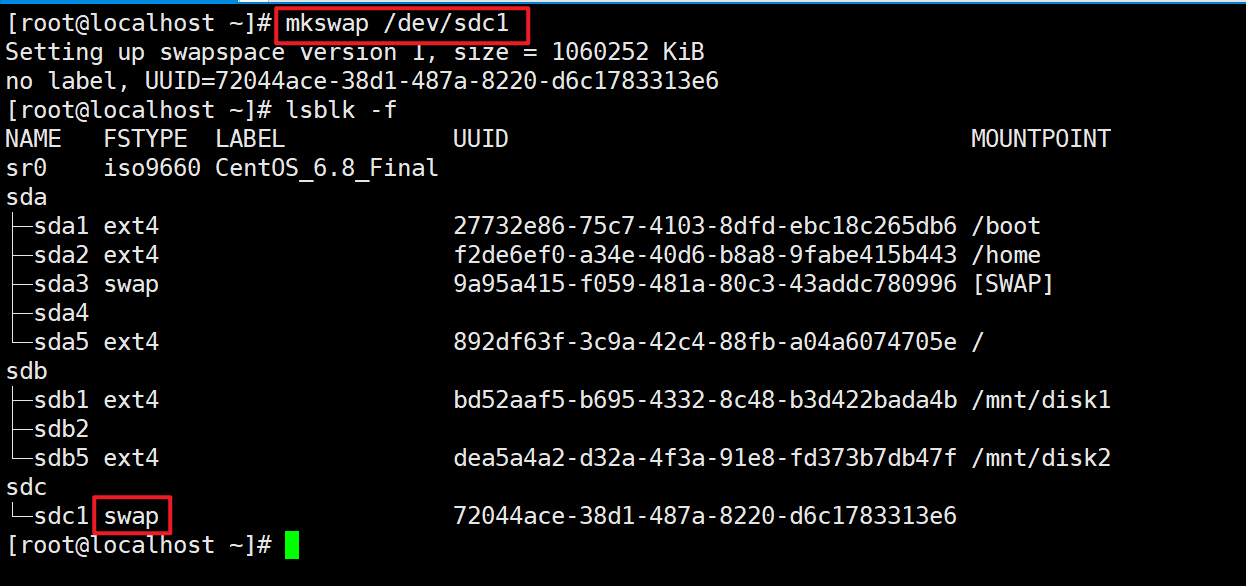 [root@localhost ~]# mkswap /dev/sdc1
Setting up swapspace version 1, size = 1060252 KiB
no label, UUID=72044ace-38d1-487a-8220-d6c1783313e6
[root@localhost ~]# lsblk -f
NAME   FSTYPE  LABEL            UUID                                 MOUNTPOINT
sr0    iso9660 CentOS_6.8_Final
sda
├─sda1 ext4                     27732e86-75c7-4103-8dfd-ebc18c265db6 /boot
├─sda2 ext4                     f2de6ef0-a34e-40d6-b8a8-9fabe415b443 /home
├─sda3 swap                     9a95a415-f059-481a-80c3-43addc780996 [SWAP]
├─sda4
└─sda5 ext4                     892df63f-3c9a-42c4-88fb-a04a6074705e /
sdb
├─sdb1 ext4                     bd52aaf5-b695-4332-8c48-b3d422bada4b /mnt/disk1
├─sdb2
└─sdb5 ext4                     dea5a4a2-d32a-4f3a-91e8-fd373b7db47f /mnt/disk2
sdc
└─sdc1 swap                     72044ace-38d1-487a-8220-d6c1783313e6
[root@localhost ~]#